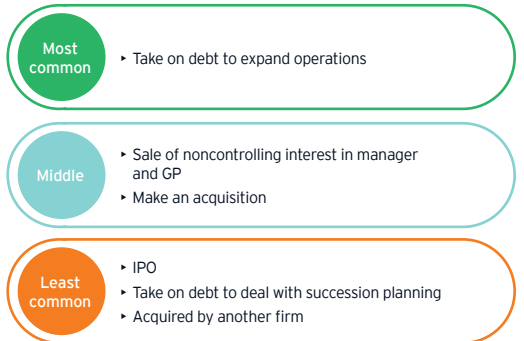 Most
common
‣ Take on debt to expand operations
Middle
‣ Sale of noncontrolling interest in manager
and GP
‣ Make an acquisition
Least
common
‣ IPO
‣ Take on debt to deal with succession planning
‣ Acquired by another firm